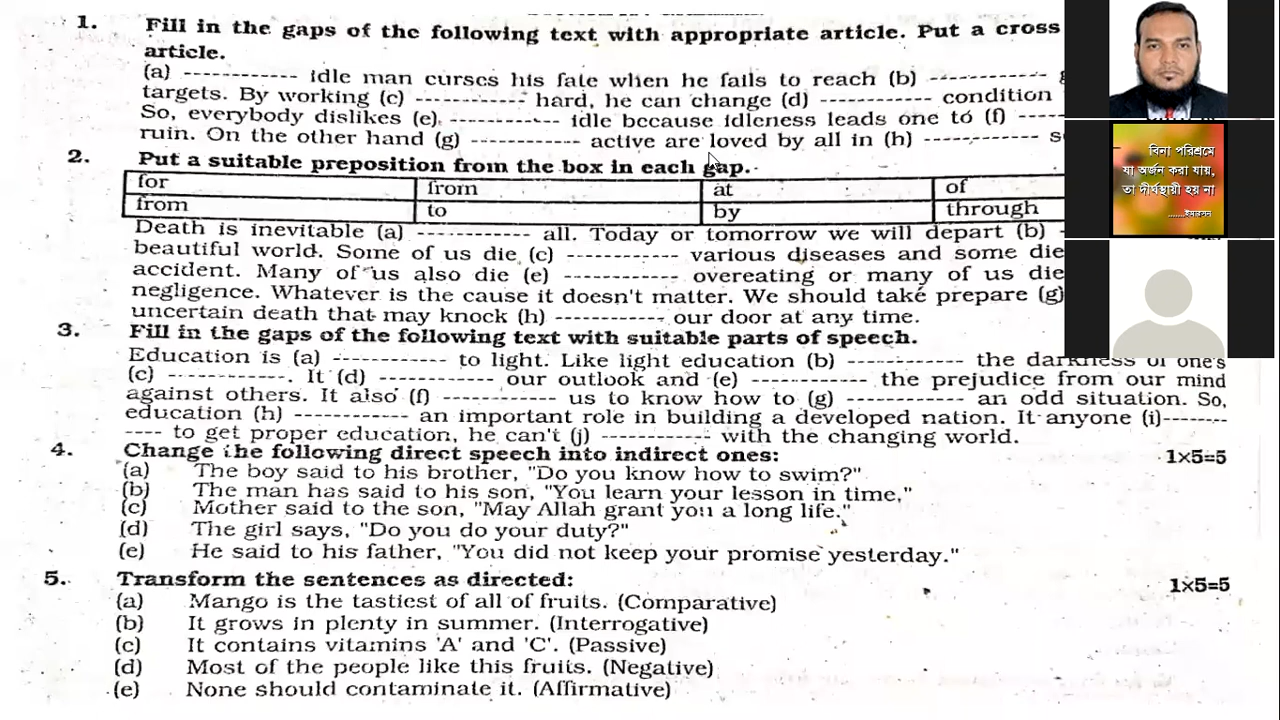 1. Fill in the gaps of the following text with appropriate article. Put a cross
article.
(a) ------------ idle man curses his fate when he fails to reach (b) ----------
targets. By working (c) ------------ hard, he can change (d) ------------ condition
So, everybody dislikes (e) ------------ idle because idleness leads one to (f) -----
ruin. On the other hand (g) ------------ active are loved by all in (h) ------------
2. Put a suitable preposition from the box in each gap.
for from at of
from to by through
Death is inevitable (a) ------------ all. Today or tomorrow we will depart (b) -
beautiful world. Some of us die (c) ------------ various diseases and some die
accident. Many of us also die (e) ------------ overeating or many of us die
negligence. Whatever is the cause it doesn't matter. We should take prepare (g)
uncertain death that may knock (h) ------------ our door at any time.
3. Fill in the gaps of the following text with suitable parts of speech.
Education is (a) ------------ to light. Like light education (b) ------------ the darkness of one's
(c) ------------. It (d) ------------ our outlook and (e) ------------ the prejudice from our mind
against others. It also (f) ------------ us to know how to (g) ------------ an odd situation. So,
education (h) ------------ an important role in building a developed nation. It anyone (i)--------
---- to get proper education, he can't (j) ------------ with the changing world.
4. Change the following direct speech into indirect ones: 1×5=5
(a) The boy said to his brother, "Do you know how to swim?"
(b) The man has said to his son, "You learn your lesson in time,"
(c) Mother said to the son, "May Allah grant you a long life."
(d) The girl says, "Do you do your duty?"
(e) He said to his father, "You did not keep your promise yesterday."
5. Transform the sentences as directed: 1×5=5
(a) Mango is the tastiest of all of fruits. (Comparative)
(b) It grows in plenty in summer. (Interrogative)
(c) It contains vitamins 'A' and 'C'. (Passive)
(d) Most of the people like this fruits. (Negative)
(e) None should contaminate it. (Affirmative)
বিনা পরিশ্রমে
যা অর্জন করা যায়,
তা দীর্ঘস্থায়ী হয় না